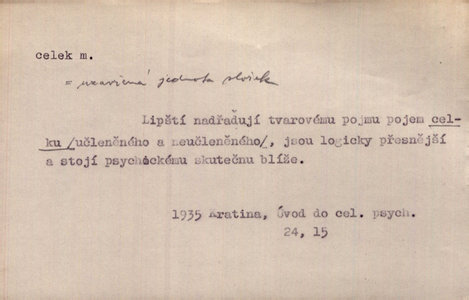 celek m.
= uzavřená jednota složek
Lipští nadřaďují tvarovému pojmu pojem cel-
ku /učleněného a neučleněného/, jsou logicky přesnější
a stojí psychickému skutečnu blíže.
1935 Kratina, Úvod do cel. psych.
24, 15